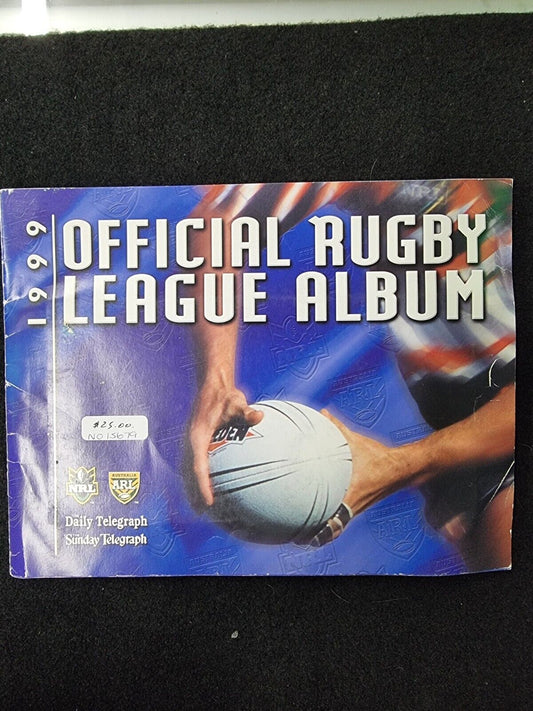 1999
OFFICIAL RUGBY
LEAGUE ALBUM
$25.00.
NRL
AUSTRALIA
ARL
Daily Telegraph
Sunday Telegraph